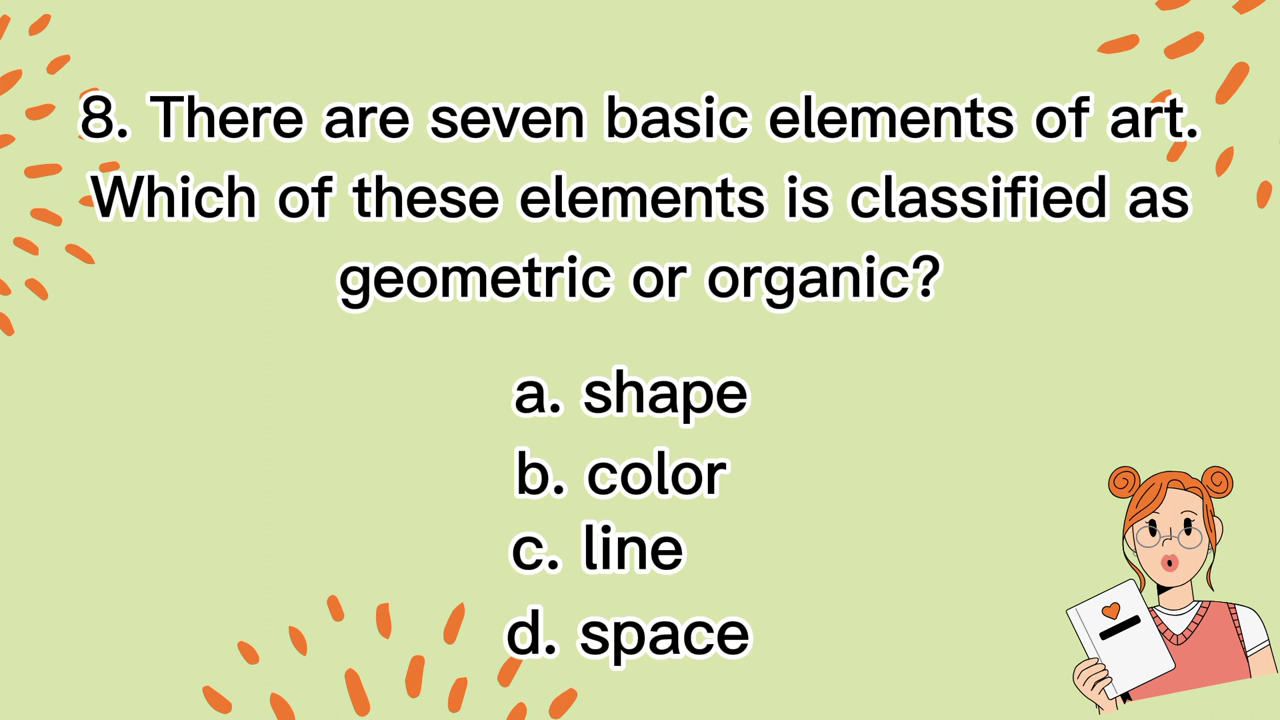 8. There are seven basic elements of art.
Which of these elements is classified as
geometric or organic?
a. shape
b. color
c. line
d. space